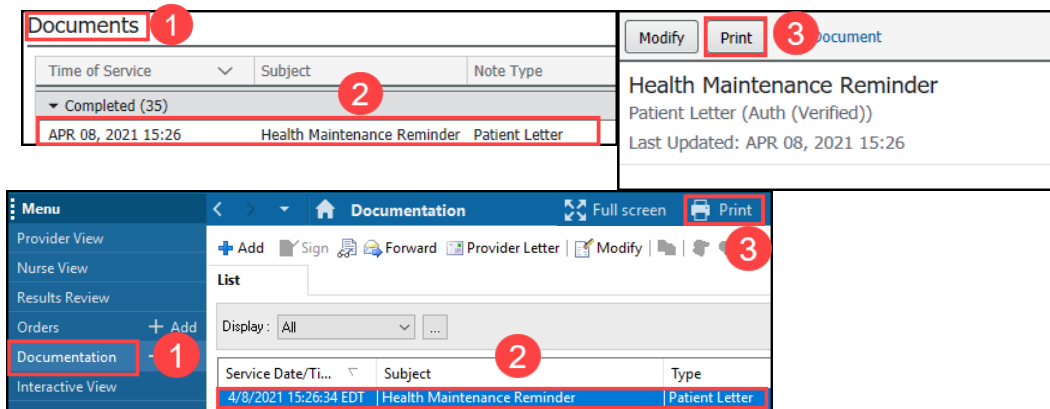 Documents 1
Time of Service Subject Note Type
2
Completed (35)
APR 08, 2021 15:26 Health Maintenance Reminder Patient Letter
Modify Print 3 Document
Health Maintenance Reminder
Patient Letter (Auth (Verified))
Last Updated: APR 08, 2021 15:26
Menu
Provider View
Nurse View
Results Review
Orders + Add
Documentation 1
Interactive View
Documentation Full screen Print
Add Sign Forward Provider Letter Modify 3
List
Display : All ...
2
Service Date/Ti... Subject Type
4/8/2021 15:26:34 EDT Health Maintenance Reminder Patient Letter